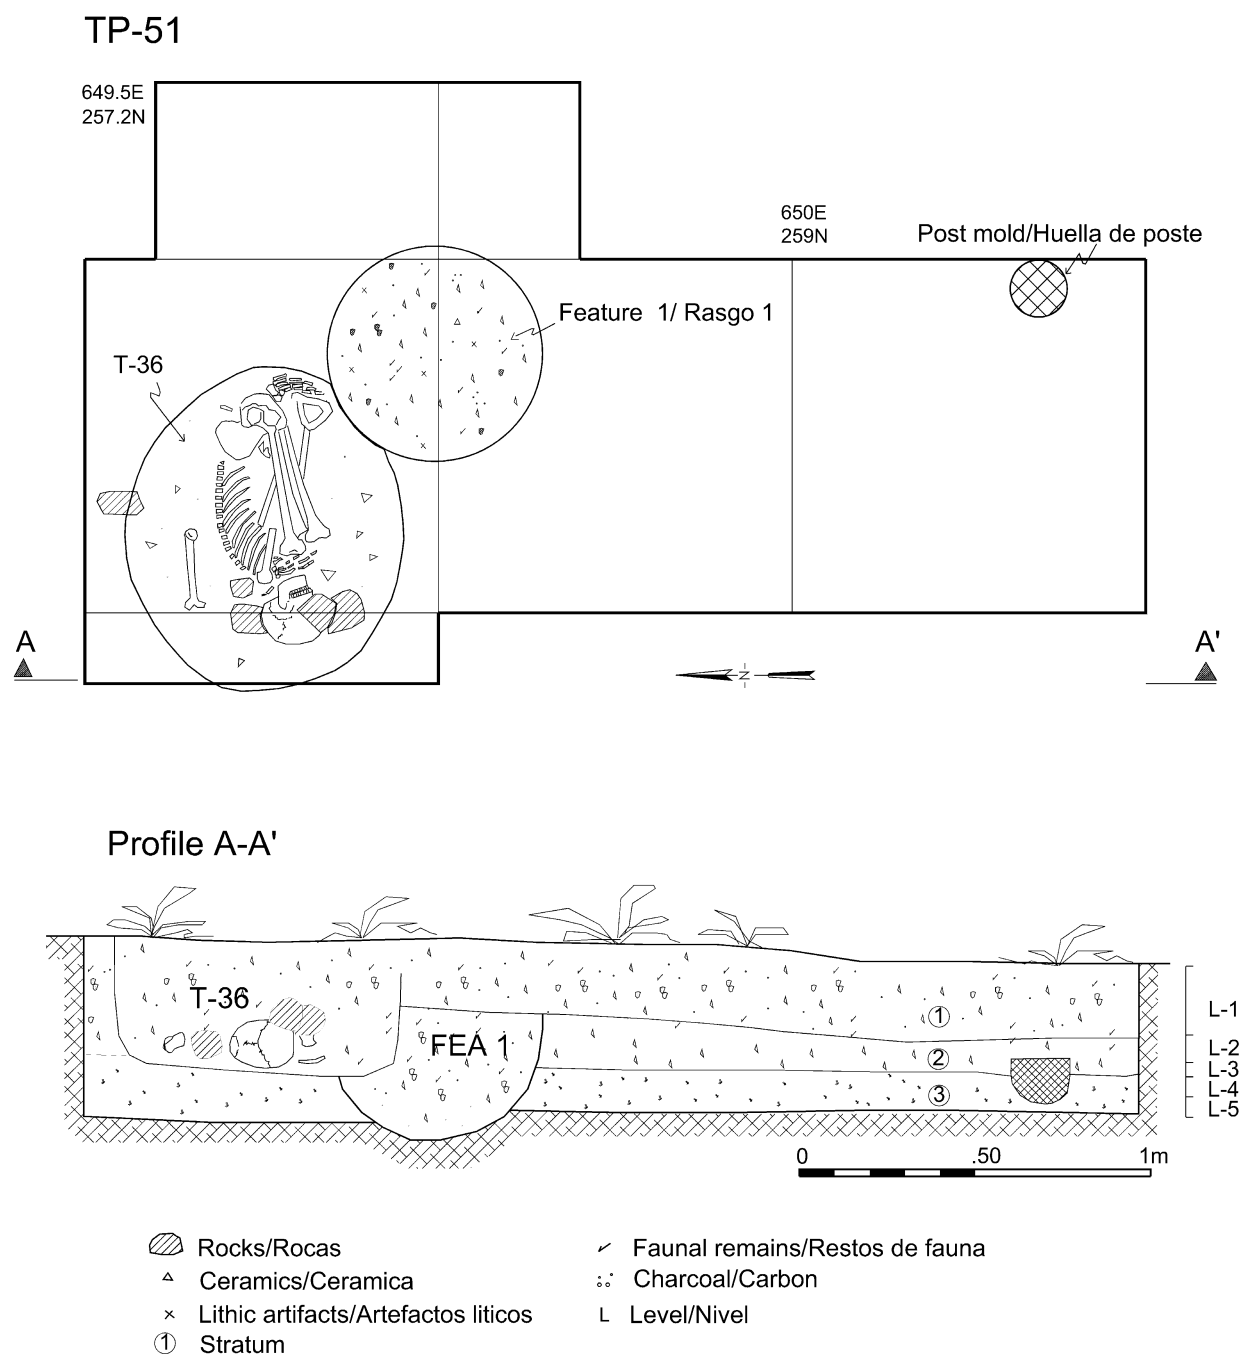 TP-51
649.5E
257.2N
650E
259N
Post mold/Huella de poste
Feature 1/ Rasgo 1
T-36
A
A'
N
Profile A-A'
T-36
FEA 1
1
2
3
L-1
L-2
L-3
L-4
L-5
0 .50 1m
Rocks/Rocas
Ceramics/Ceramica
Lithic artifacts/Artefactos liticos
1 Stratum
Faunal remains/Restos de fauna
Charcoal/Carbon
L Level/Nivel